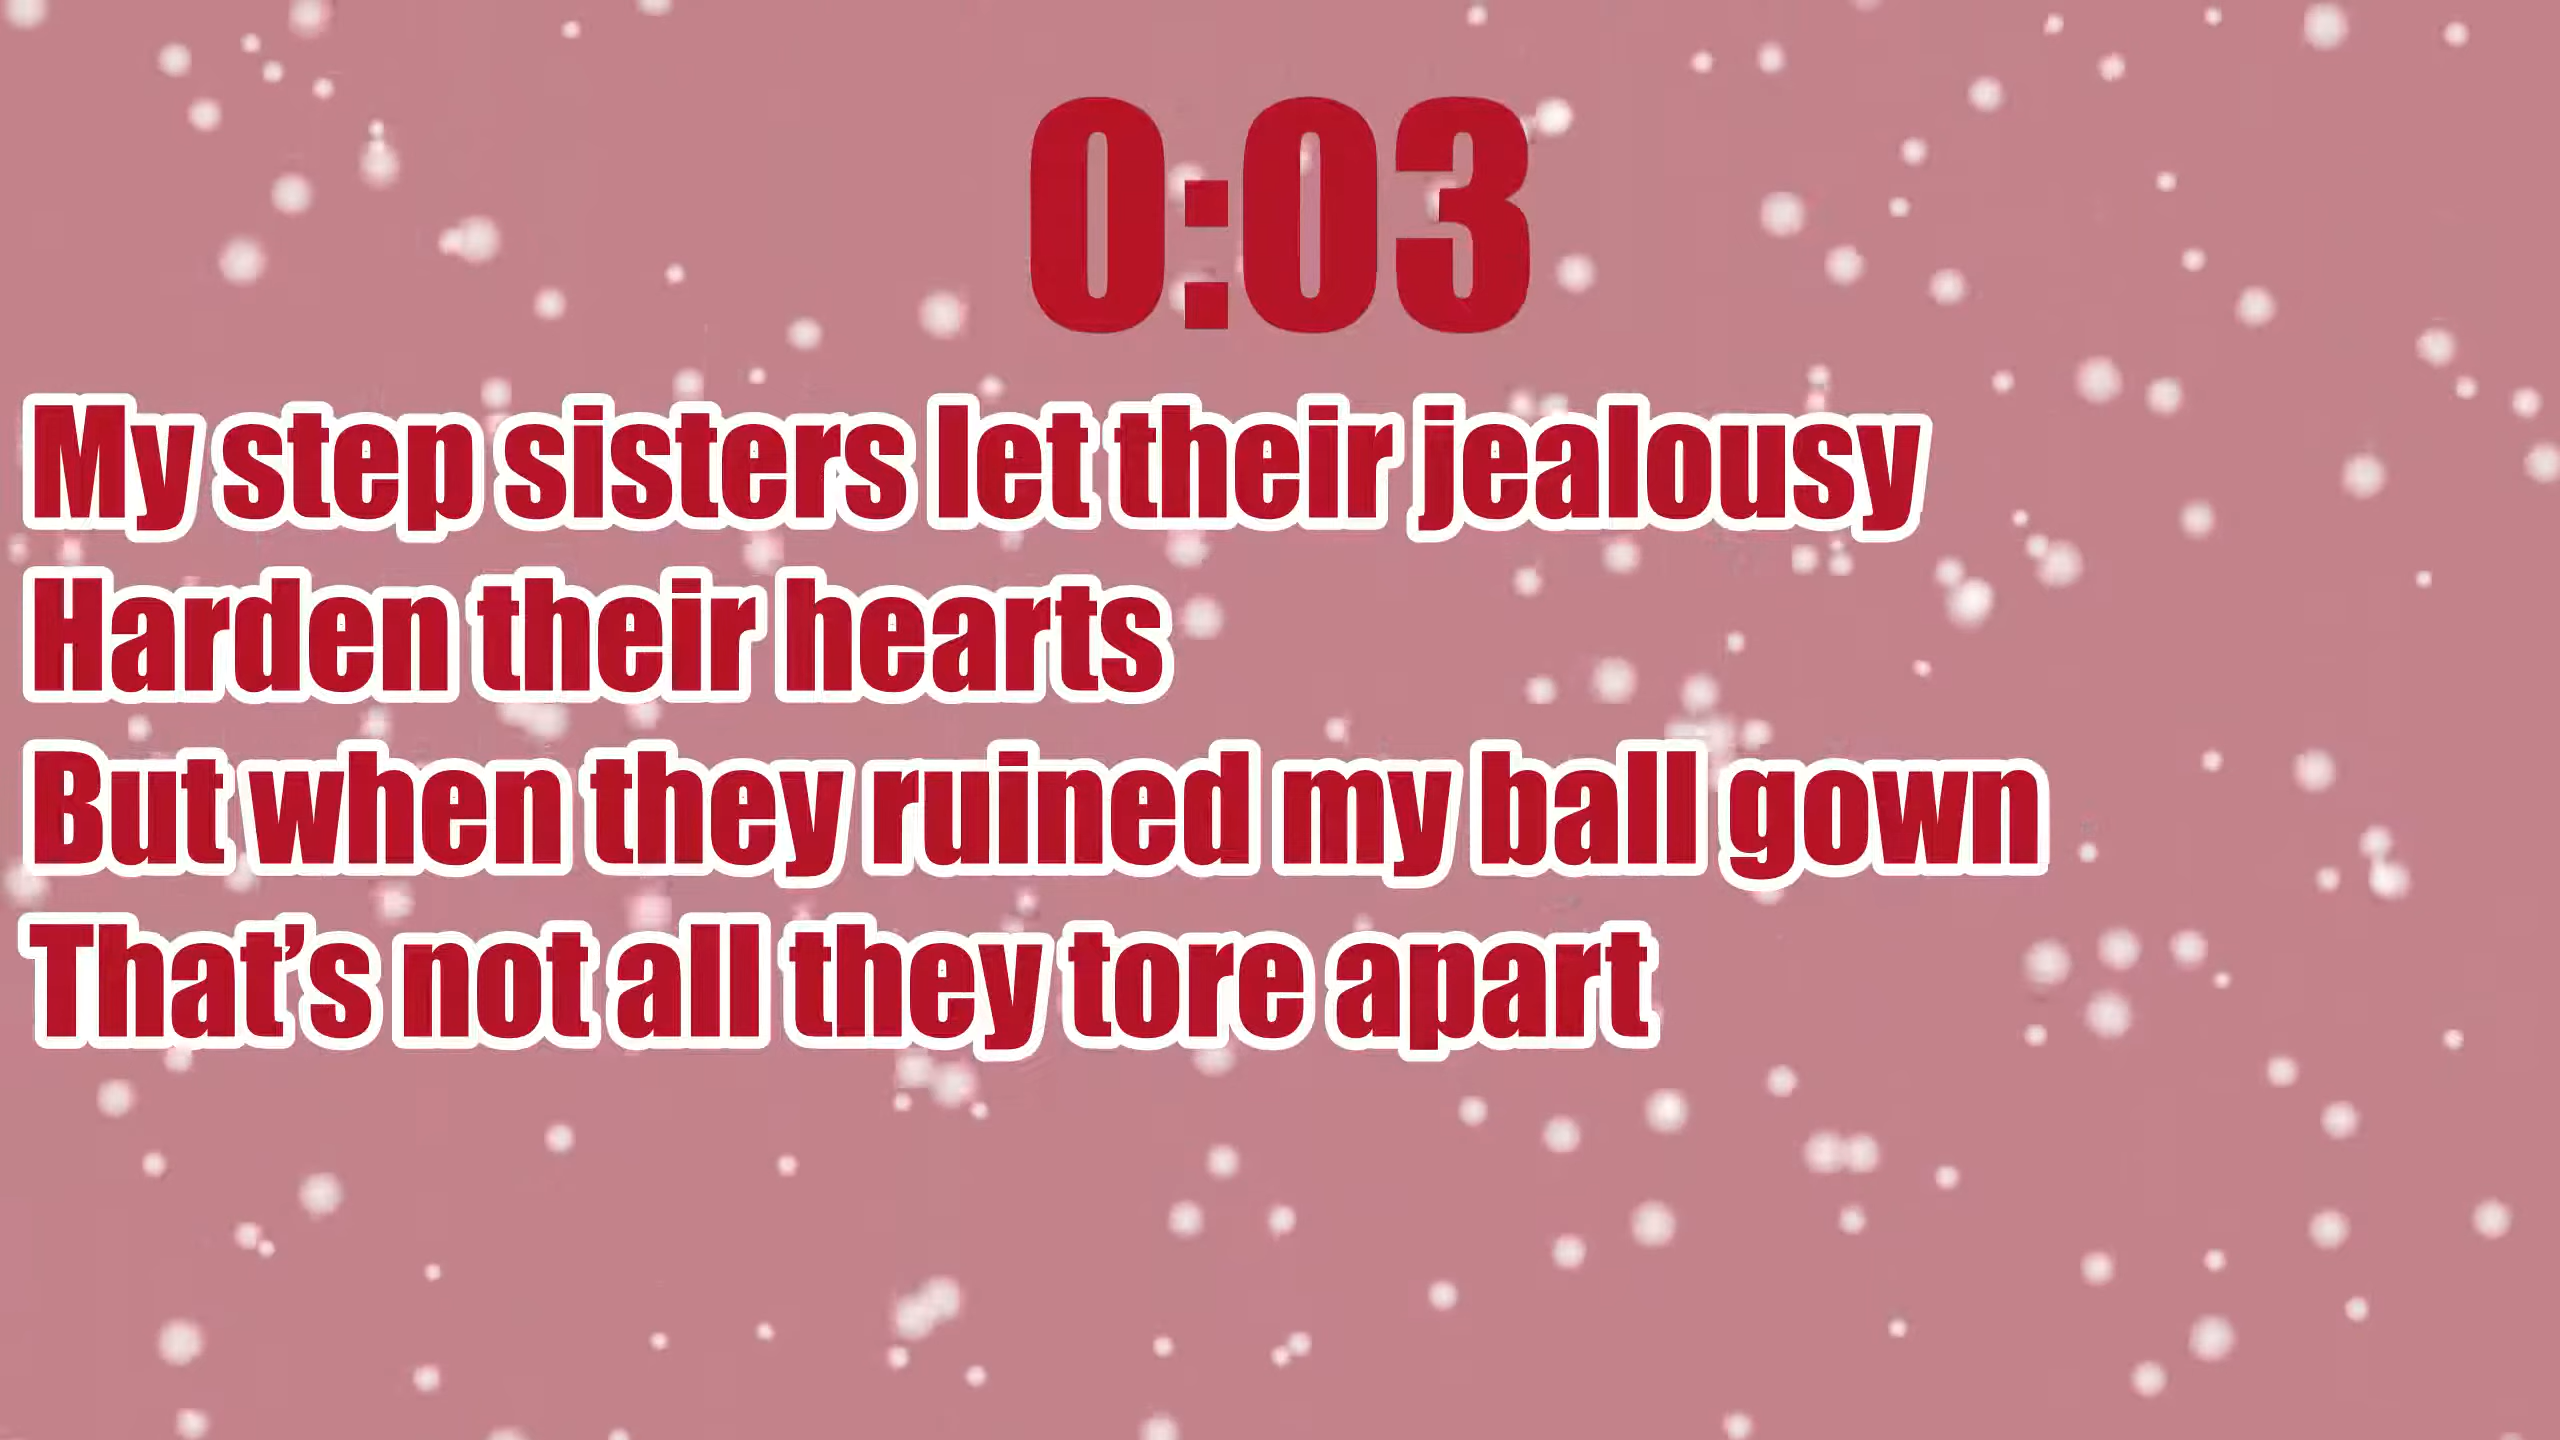 0:03
My step sisters let their jealousy
Harden their hearts
But when they ruined my ball gown
That’s not all they tore apart